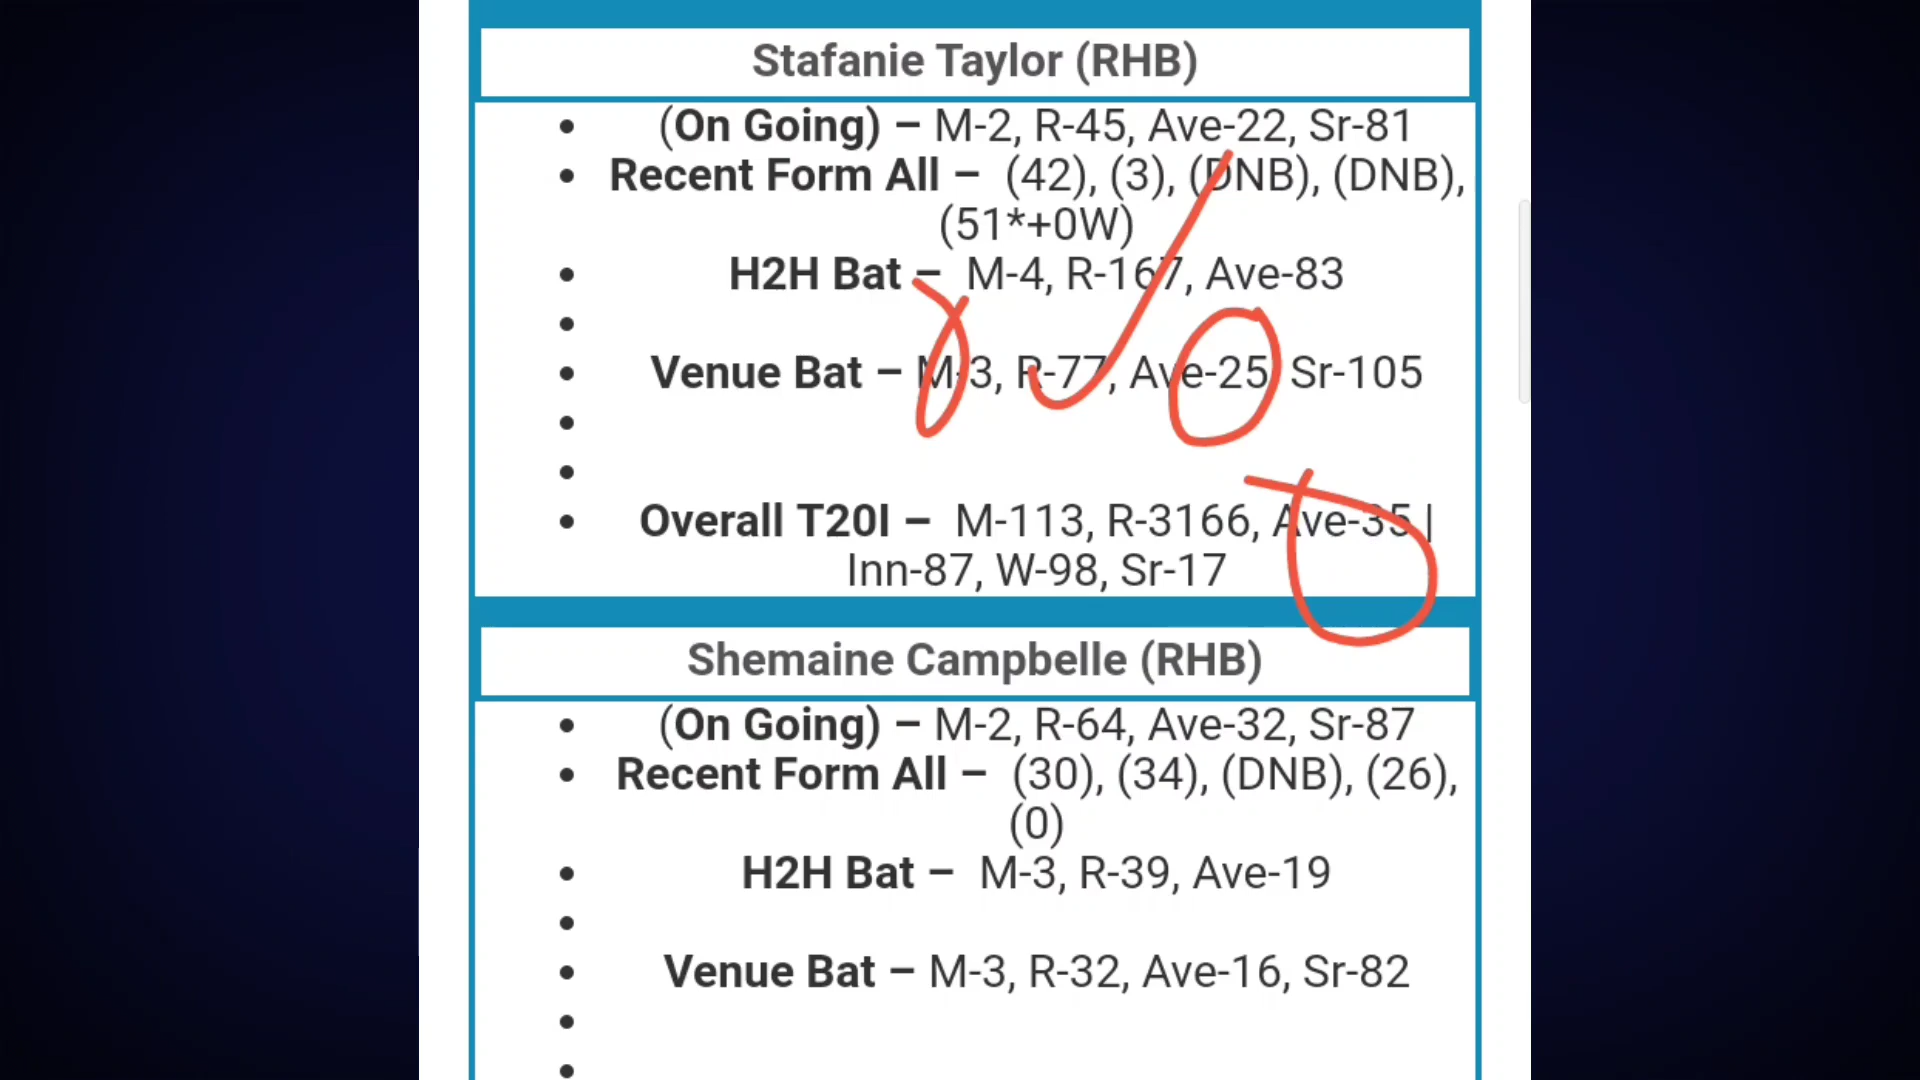 Stafanie Taylor (RHB)
(On Going) – M-2, R-45, Ave-22, Sr-81
Recent Form All – (42), (3), (DNB), (DNB),
(51*+0W)
H2H Bat – M-4, R-167, Ave-83
Venue Bat – M-3, R-77, Ave-25, Sr-105
Overall T20I – M-113, R-3166, Ave-35 |
Inn-87, W-98, Sr-17
Shemaine Campbelle (RHB)
(On Going) – M-2, R-64, Ave-32, Sr-87
Recent Form All – (30), (34), (DNB), (26),
(0)
H2H Bat – M-3, R-39, Ave-19
Venue Bat – M-3, R-32, Ave-16, Sr-82